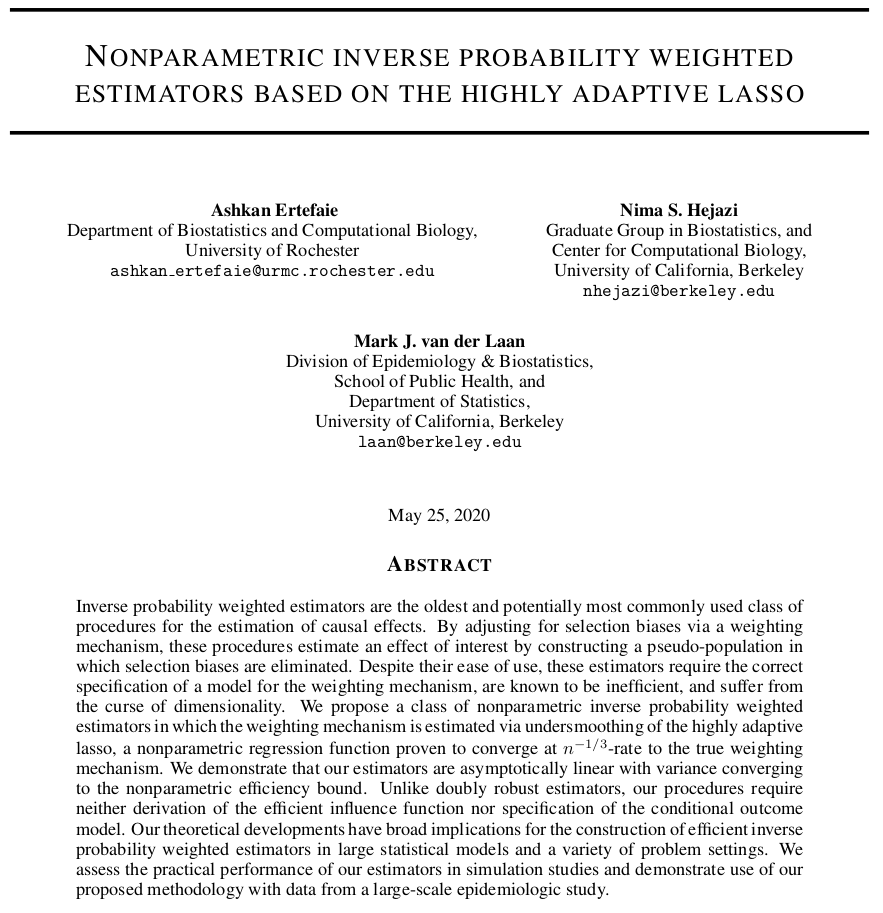 NONPARAMETRIC INVERSE PROBABILITY WEIGHTED
ESTIMATORS BASED ON THE HIGHLY ADAPTIVE LASSO
Ashkan Ertefaie
Department of Biostatistics and Computational Biology,
University of Rochester
ashkan_ertefaie@urmc.rochester.edu
Nima S. Hejazi
Graduate Group in Biostatistics, and
Center for Computational Biology,
University of California, Berkeley
nhejazi@berkeley.edu
Mark J. van der Laan
Division of Epidemiology & Biostatistics,
School of Public Health, and
Department of Statistics,
University of California, Berkeley
laan@berkeley.edu
May 25, 2020
ABSTRACT
Inverse probability weighted estimators are the oldest and potentially most commonly used class of
procedures for the estimation of causal effects. By adjusting for selection biases via a weighting
mechanism, these procedures estimate an effect of interest by constructing a pseudo-population in
which selection biases are eliminated. Despite their ease of use, these estimators require the correct
specification of a model for the weighting mechanism, are known to be inefficient, and suffer from
the curse of dimensionality. We propose a class of nonparametric inverse probability weighted
estimators in which the weighting mechanism is estimated via undersmoothing of the highly adaptive
lasso, a nonparametric regression function proven to converge at n^{-1/3}-rate to the true weighting
mechanism. We demonstrate that our estimators are asymptotically linear with variance converging
to the nonparametric efficiency bound. Unlike doubly robust estimators, our procedures require
neither derivation of the efficient influence function nor specification of the conditional outcome
model. Our theoretical developments have broad implications for the construction of efficient inverse
probability weighted estimators in large statistical models and a variety of problem settings. We
assess the practical performance of our estimators in simulation studies and demonstrate use of our
proposed methodology with data from a large-scale epidemiologic study.